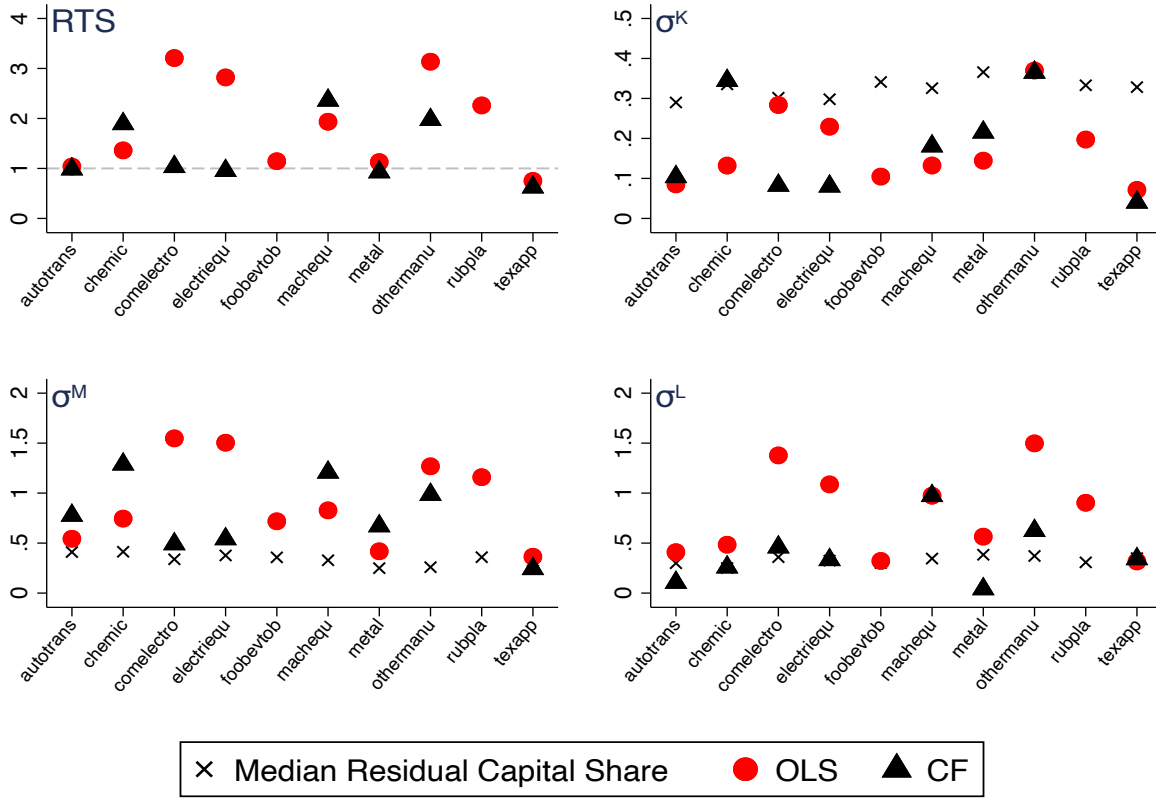 RTS
4
3
2
1
0
autotrans
chemic
comelectro
electriequ
foobevtob
machequ
metal
othermanu
rubpla
texapp
σᴷ
.5
.4
.3
.2
.1
0
autotrans
chemic
comelectro
electriequ
foobevtob
machequ
metal
othermanu
rubpla
texapp
σᴹ
2
1.5
1
.5
0
autotrans
chemic
comelectro
electriequ
foobevtob
machequ
metal
othermanu
rubpla
texapp
σᴸ
2
1.5
1
.5
0
autotrans
chemic
comelectro
electriequ
foobevtob
machequ
metal
othermanu
rubpla
texapp
Median Residual Capital Share OLS CF